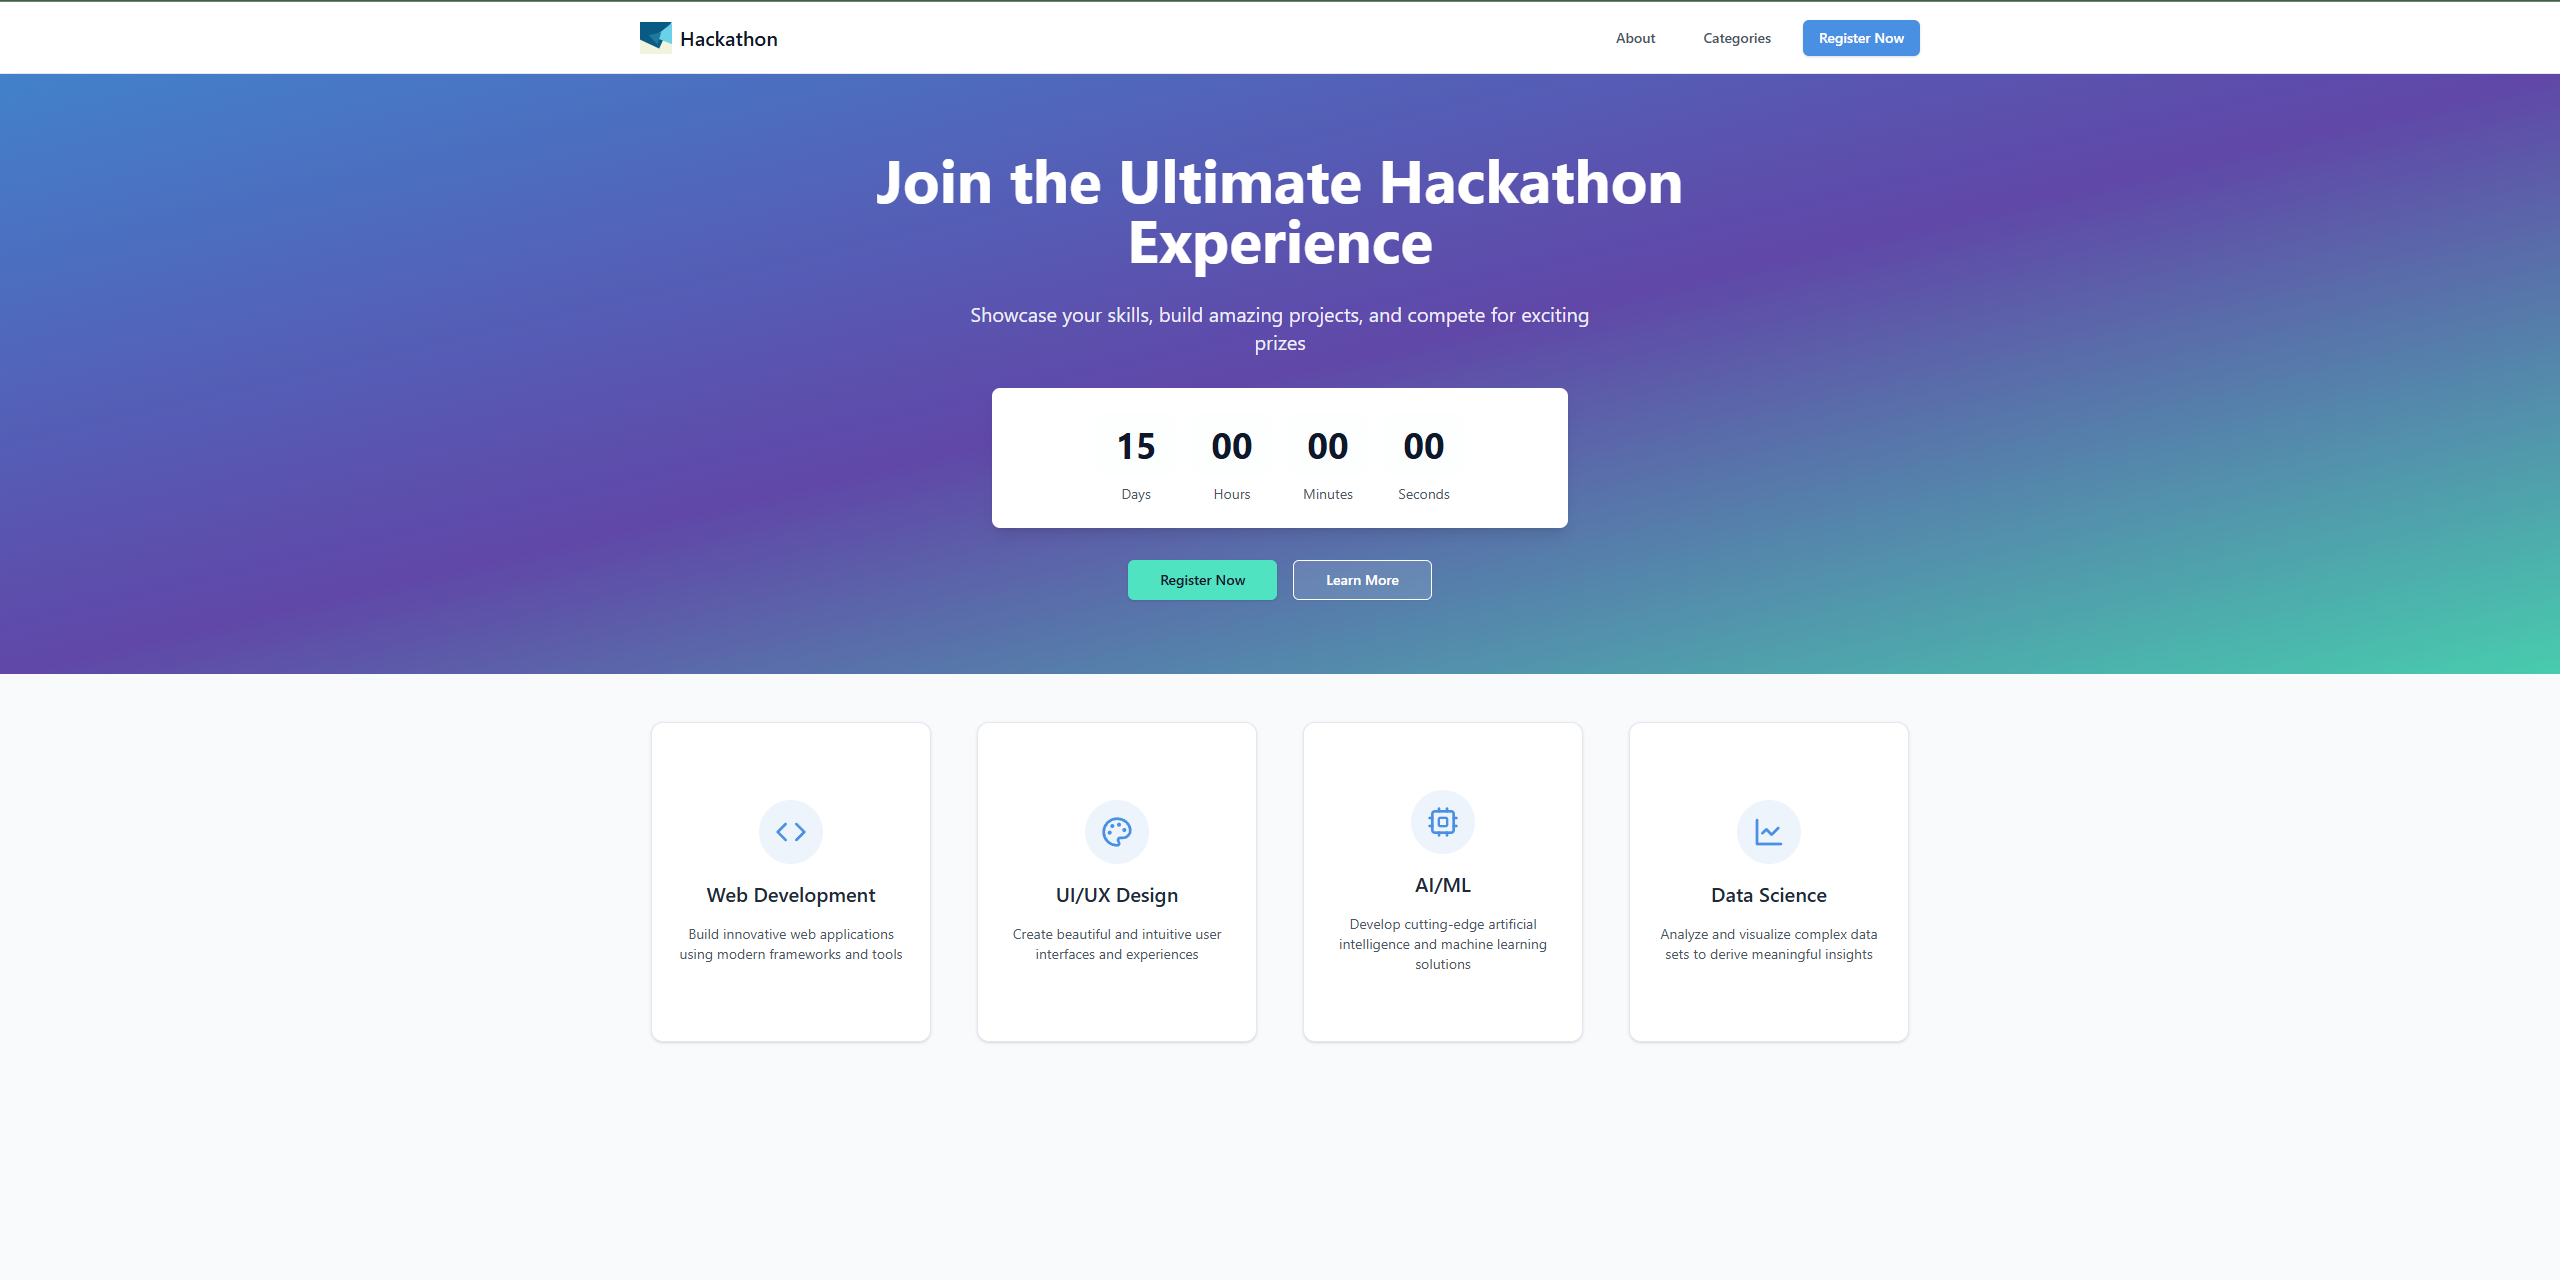 Hackathon
About
Categories
Register Now
Join the Ultimate Hackathon
Experience
Showcase your skills, build amazing projects, and compete for exciting
prizes
15
00
00
00
Days
Hours
Minutes
Seconds
Register Now
Learn More
Web Development
Build innovative web applications
using modern frameworks and tools
UI/UX Design
Create beautiful and intuitive user
interfaces and experiences
AI/ML
Develop cutting-edge artificial
intelligence and machine learning
solutions
Data Science
Analyze and visualize complex data
sets to derive meaningful insights